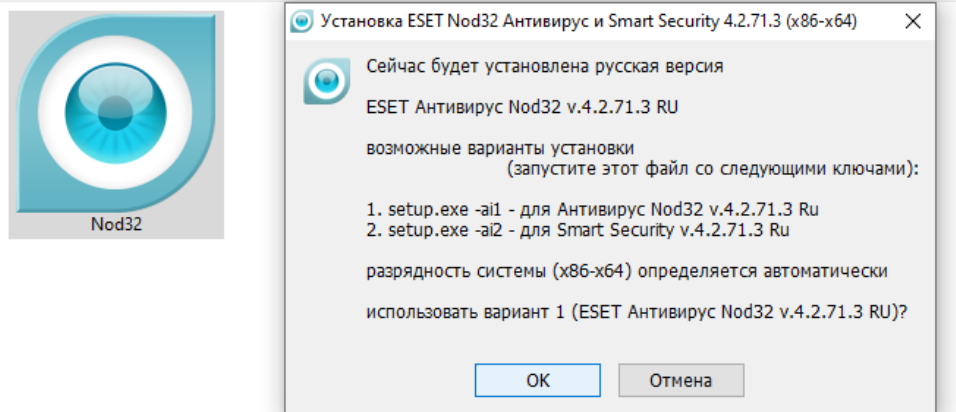 Установка ESET Nod32 Антивирус и Smart Security 4.2.71.3 (x86-x64)
Nod32
Сейчас будет установлена русская версия
ESET Антивирус Nod32 v.4.2.71.3 RU
возможные варианты установки
(запустите этот файл со следующими ключами):
1. setup.exe -ai1 - для Антивирус Nod32 v.4.2.71.3 Ru
2. setup.exe -ai2 - для Smart Security v.4.2.71.3 Ru
разрядность системы (x86-x64) определяется автоматически
использовать вариант 1 (ESET Антивирус Nod32 v.4.2.71.3 RU)?
OK
Отмена